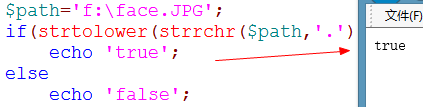 $path='f:\face.JPG';
if(strtolower(strrchr($path,'.')
echo 'true';
else
echo 'false';
文件(F)
true